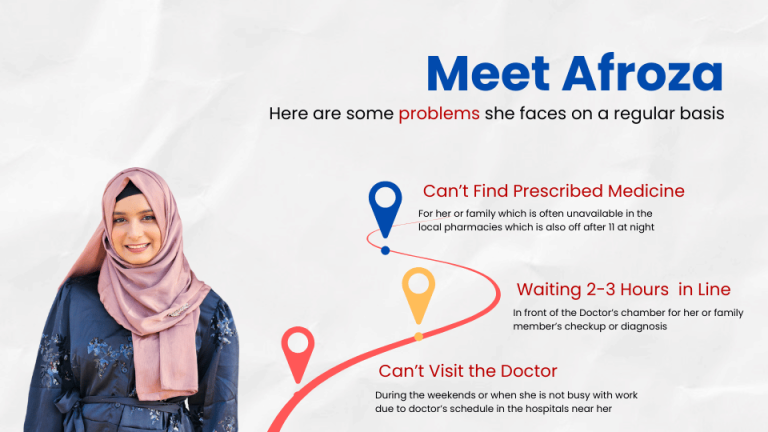 Meet Afroza
Here are some problems she faces on a regular basis
Can't Find Prescribed Medicine
For her or family which is often unavailable in the
local pharmacies which is also off after 11 at night
Waiting 2-3 Hours in Line
In front of the Doctor's chamber for her or family
member's checkup or diagnosis
Can't Visit the Doctor
During the weekends or when she is not busy with work
due to doctor's schedule in the hospitals near her